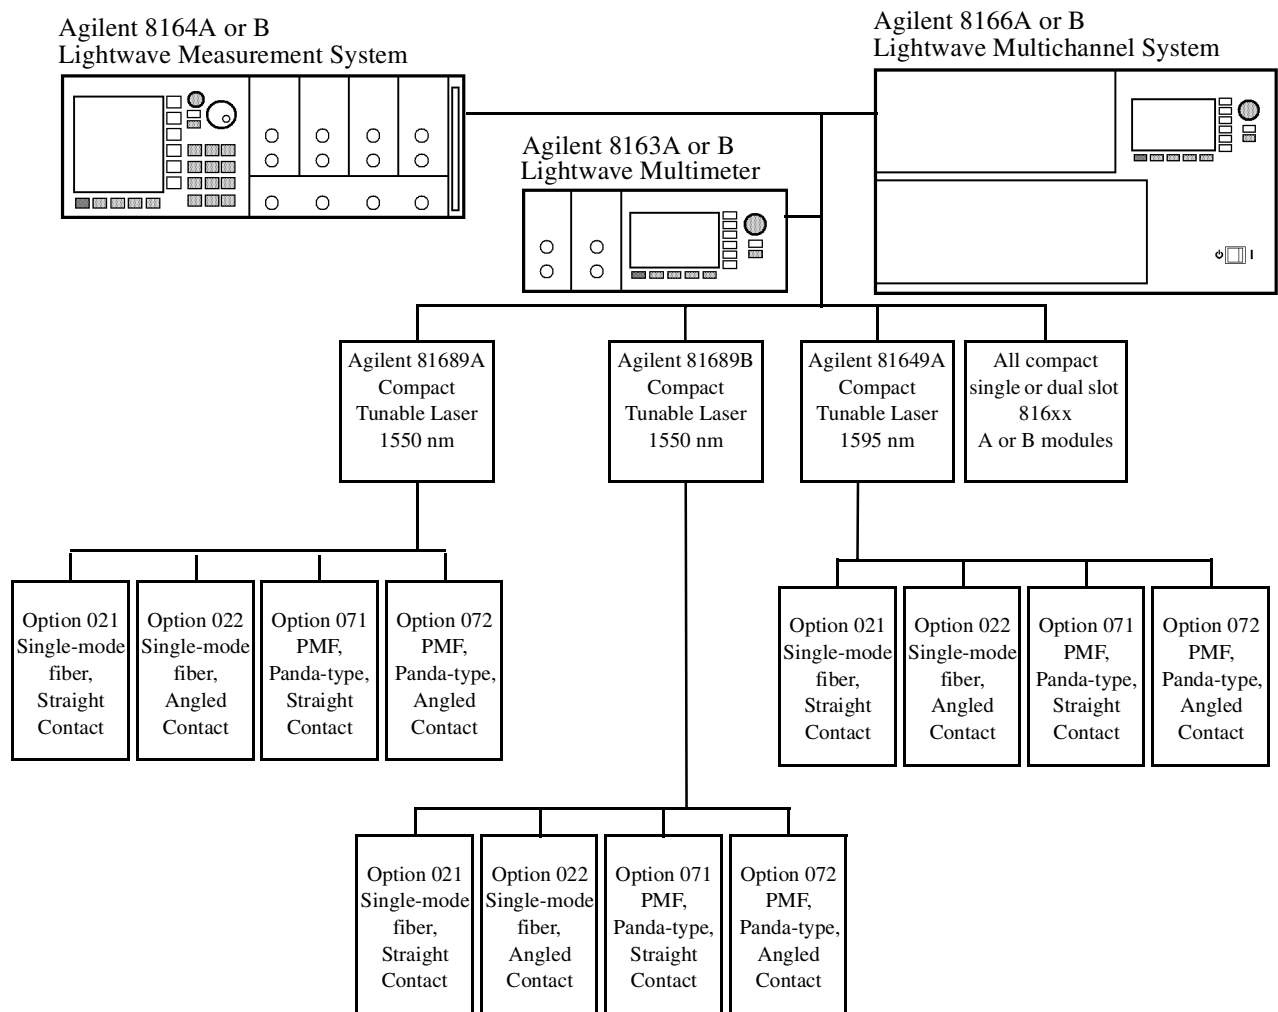 Agilent 8164A or B
Lightwave Measurement System
Agilent 8166A or B
Lightwave Multichannel System
Agilent 8163A or B
Lightwave Multimeter
Agilent 81689A
Compact
Tunable Laser
1550 nm
Agilent 81689B
Compact
Tunable Laser
1550 nm
Agilent 81649A
Compact
Tunable Laser
1595 nm
All compact
single or dual slot
816xx
A or B modules
Option 021
Single-mode
fiber,
Straight
Contact
Option 022
Single-mode
fiber,
Angled
Contact
Option 071
PMF,
Panda-type,
Straight
Contact
Option 072
PMF,
Panda-type,
Angled
Contact
Option 021
Single-mode
fiber,
Straight
Contact
Option 022
Single-mode
fiber,
Angled
Contact
Option 071
PMF,
Panda-type,
Straight
Contact
Option 072
PMF,
Panda-type,
Angled
Contact
Option 021
Single-mode
fiber,
Straight
Contact
Option 022
Single-mode
fiber,
Angled
Contact
Option 071
PMF,
Panda-type,
Straight
Contact
Option 072
PMF,
Panda-type,
Angled
Contact